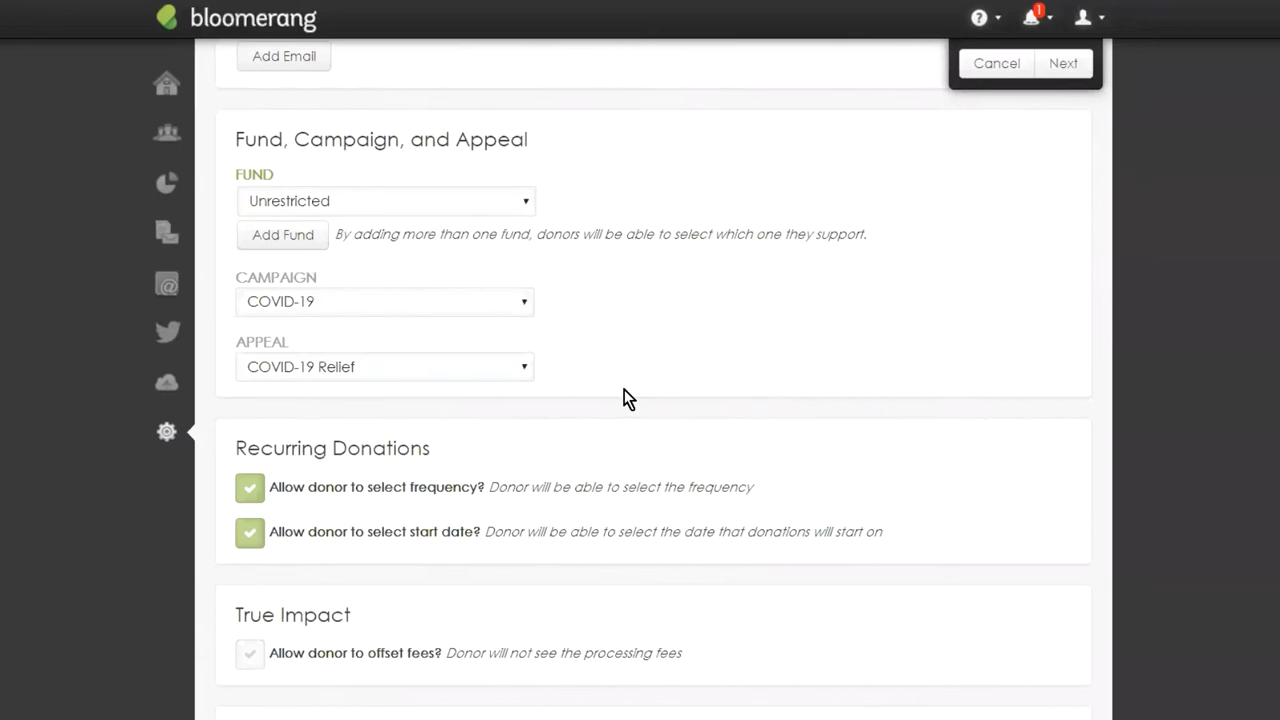 bloomerang
1
Add Email
Cancel
Next
Fund, Campaign, and Appeal
FUND
Unrestricted
Add Fund By adding more than one fund, donors will be able to select which one they support.
CAMPAIGN
COVID-19
APPEAL
COVID-19 Relief
Recurring Donations
Allow donor to select frequency? Donor will be able to select the frequency
Allow donor to select start date? Donor will be able to select the date that donations will start on
True Impact
Allow donor to offset fees? Donor will not see the processing fees